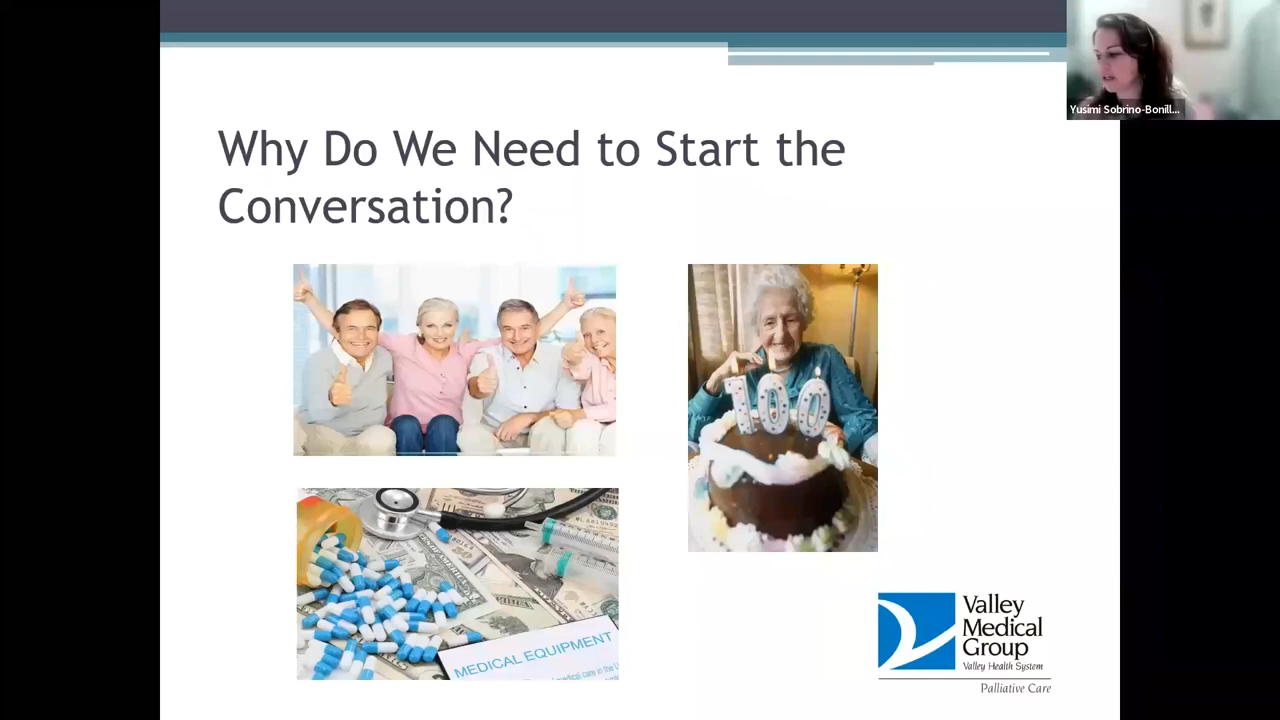 Why Do We Need to Start the
Conversation?
Yusimi Sobrino-Bonill...
100
MEDICAL EQUIPMENT
Valley
Medical
Group
Valley Health System
Palliative Care